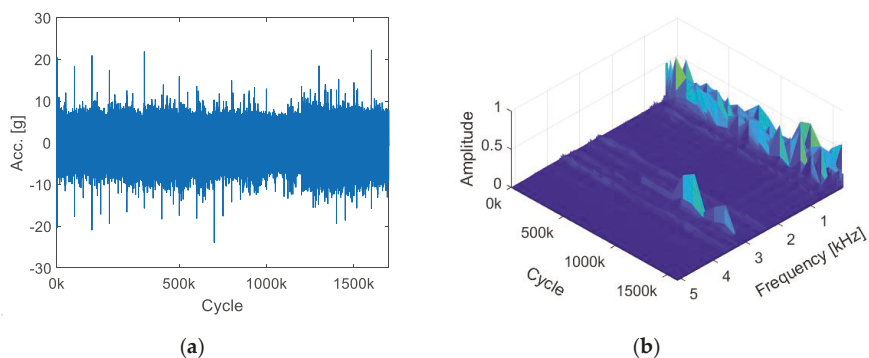 30
20
10
0
-10
-20
-30
Acc. [g]
0k
500k
1000k
1500k
Cycle
(a)
1
0.5
0
Amplitude
0k
500k
1000k
1500k
Cycle
5
4
3
2
1
Frequency [kHz]
(b)